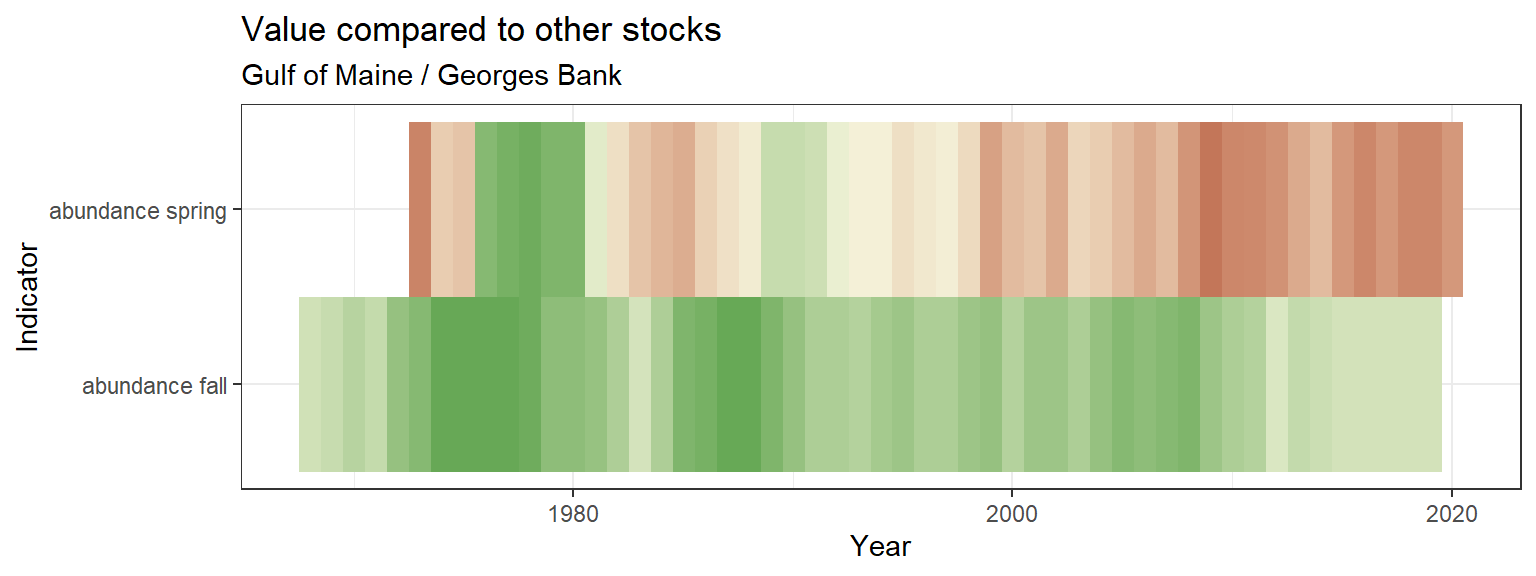 Value compared to other stocks
Gulf of Maine / Georges Bank
abundance spring
abundance fall
Indicator
1980
2000
2020
Year